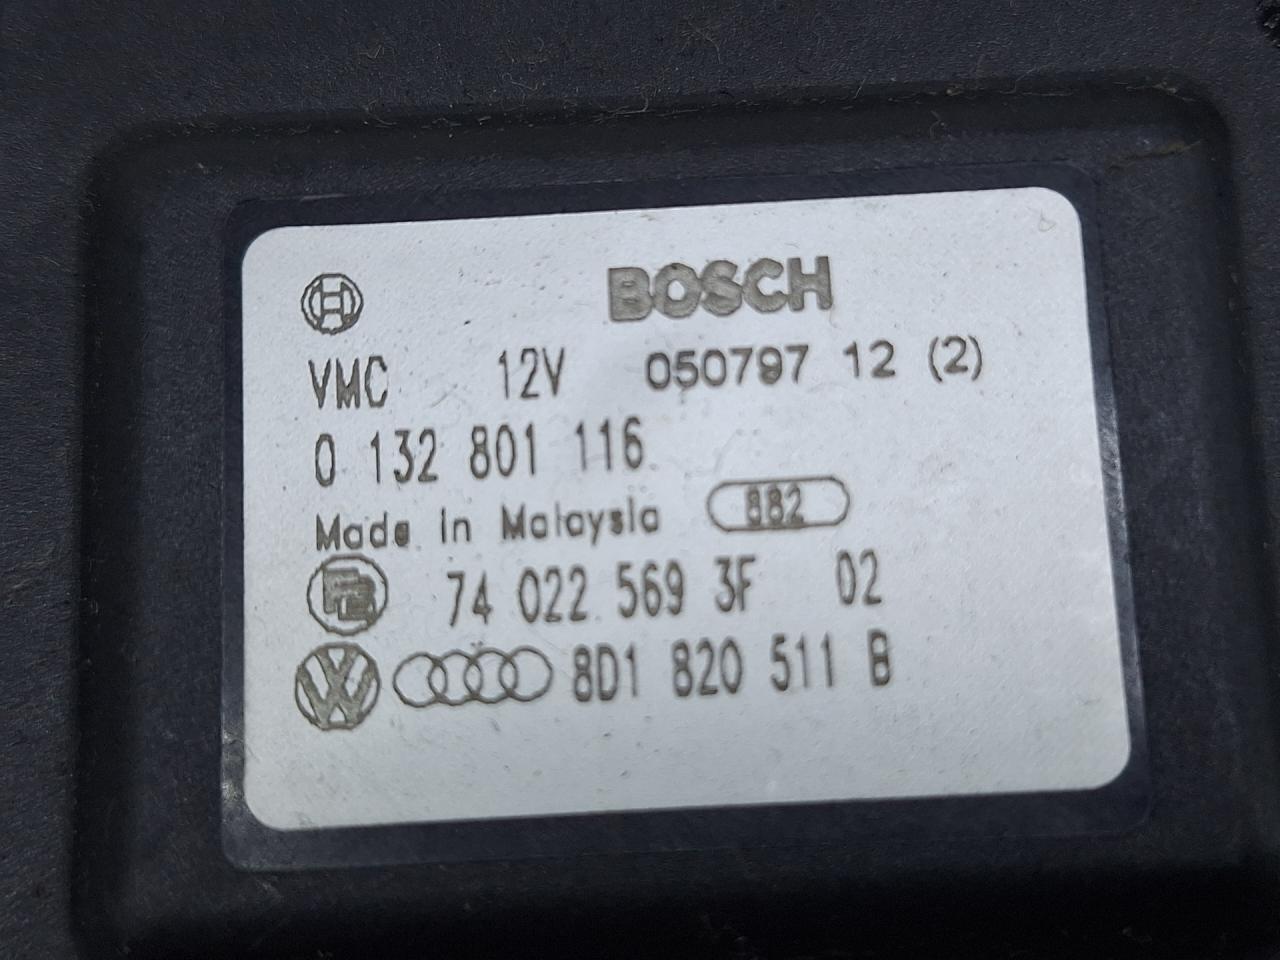 BOSCH
VMC 12V 050797 12 (2)
0 132 801 116
Made in Malaysia 882
74 022 569 3F 02
8D1 820 511 B